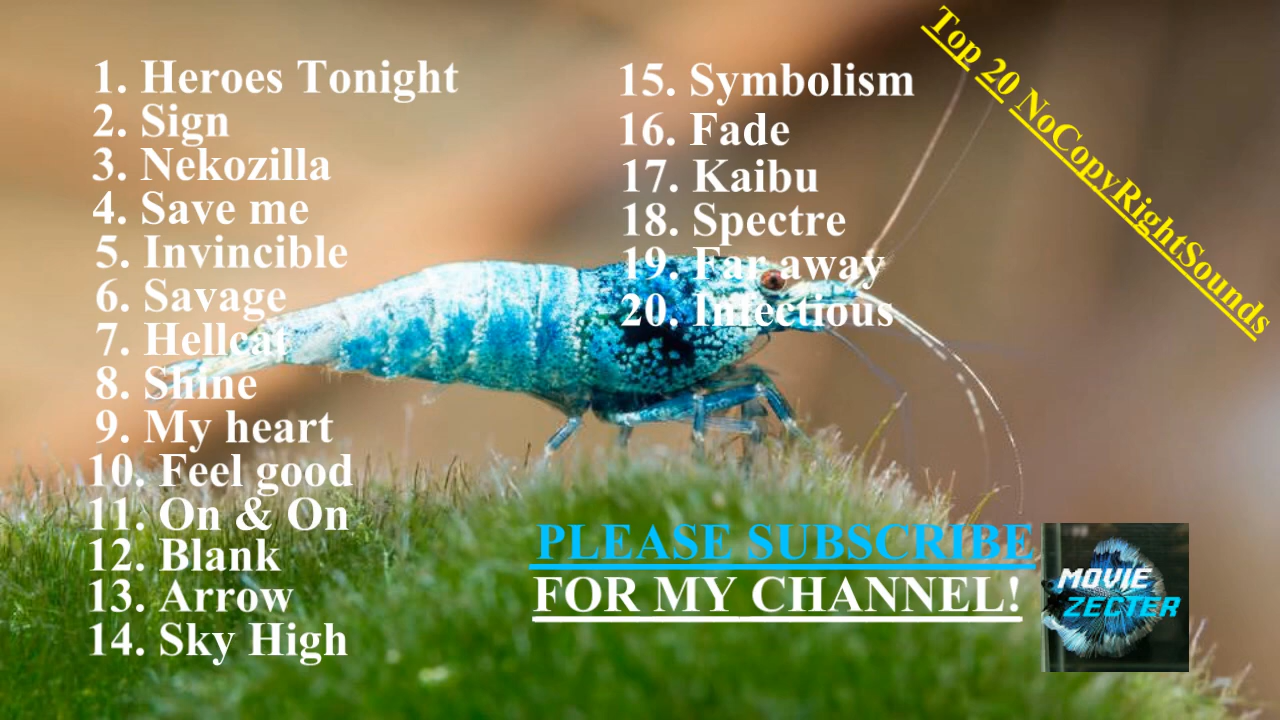 1. Heroes Tonight
2. Sign
3. Nekozilla
4. Save me
5. Invincible
6. Savage
7. Hellcat
8. Shine
9. My heart
10. Feel good
11. On & On
12. Blank
13. Arrow
14. Sky High
15. Symbolism
16. Fade
17. Kaibu
18. Spectre
19. Far away
20. Infectious
Top 20 NoCopyRightSounds
PLEASE SUBSCRIBE
FOR MY CHANNEL!
MOVIE
ZECTER